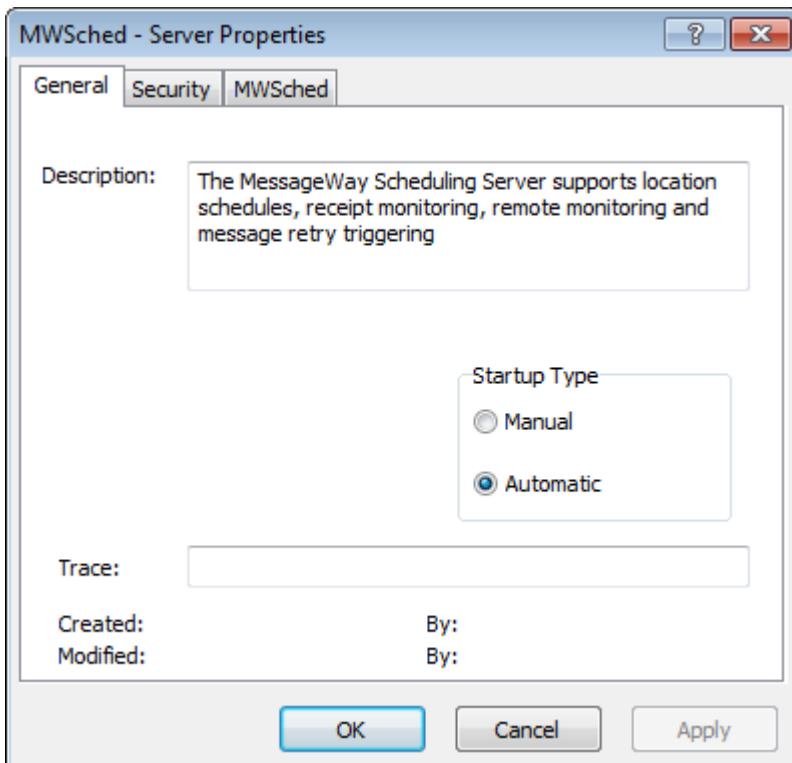 MWSched - Server Properties
?
General Security MWSched
Description: The MessageWay Scheduling Server supports location
schedules, receipt monitoring, remote monitoring and
message retry triggering
Startup Type
Manual
Automatic
Trace:
Created: By:
Modified: By:
OK Cancel Apply